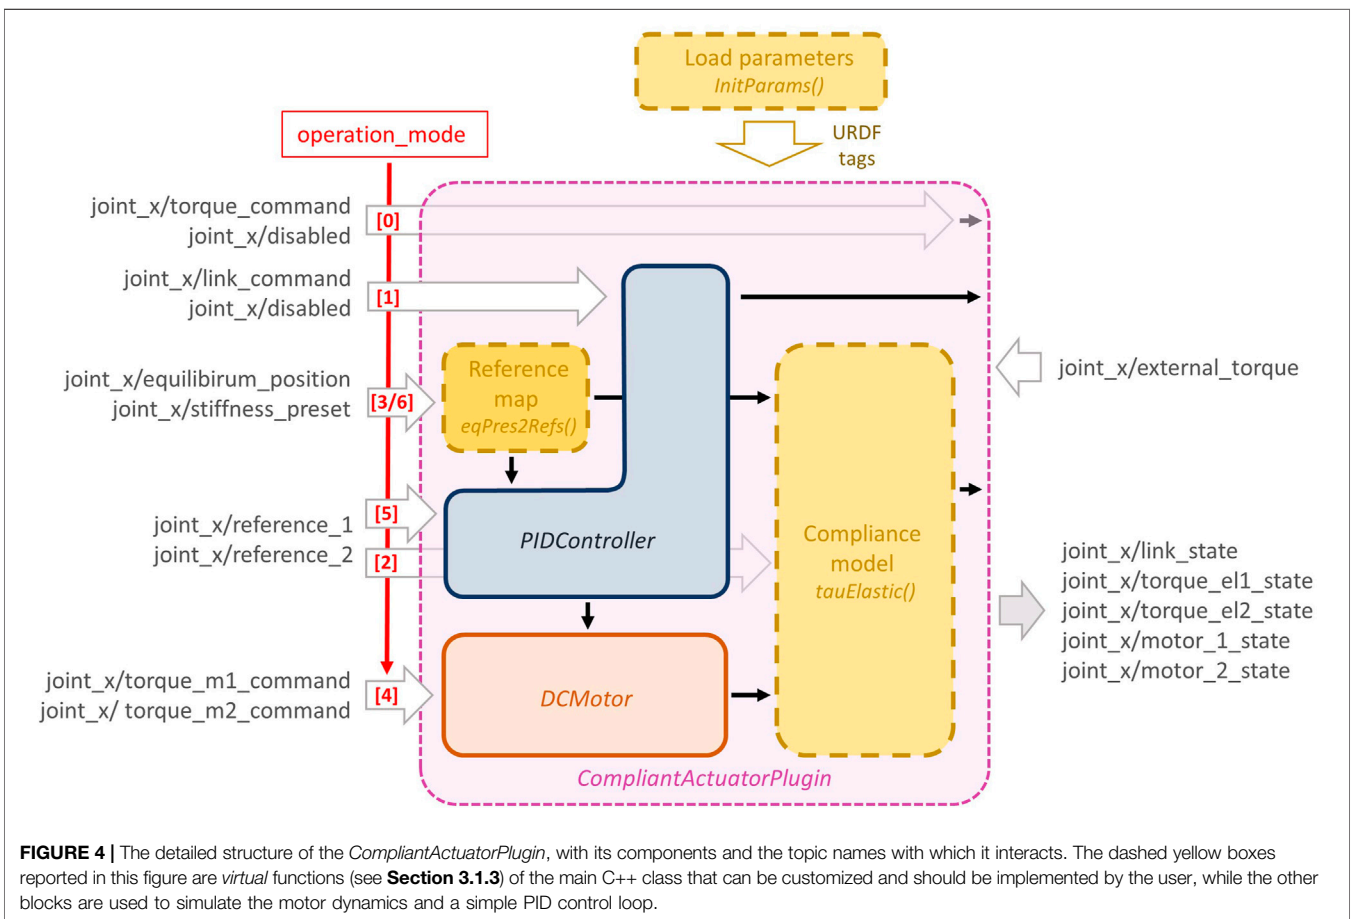 Load parameters
InitParams()
URDF
tags
operation_mode
joint_x/torque_command
joint_x/disabled
[0]
joint_x/link_command
joint_x/disabled
[1]
joint_x/equilibirum_position
joint_x/stiffness_preset
[3/6]
Reference
map
eqPres2Refs()
joint_x/external_torque
joint_x/reference_1
joint_x/reference_2
[5]
[2]
PIDController
Compliance
model
tauElastic()
joint_x/link_state
joint_x/torque_el1_state
joint_x/torque_el2_state
joint_x/motor_1_state
joint_x/motor_2_state
joint_x/torque_m1_command
joint_x/ torque_m2_command
[4]
DCMotor
CompliantActuatorPlugin
FIGURE 4 | The detailed structure of the CompliantActuatorPlugin, with its components and the topic names with which it interacts. The dashed yellow boxes
reported in this figure are virtual functions (see Section 3.1.3) of the main C++ class that can be customized and should be implemented by the user, while the other
blocks are used to simulate the motor dynamics and a simple PID control loop.